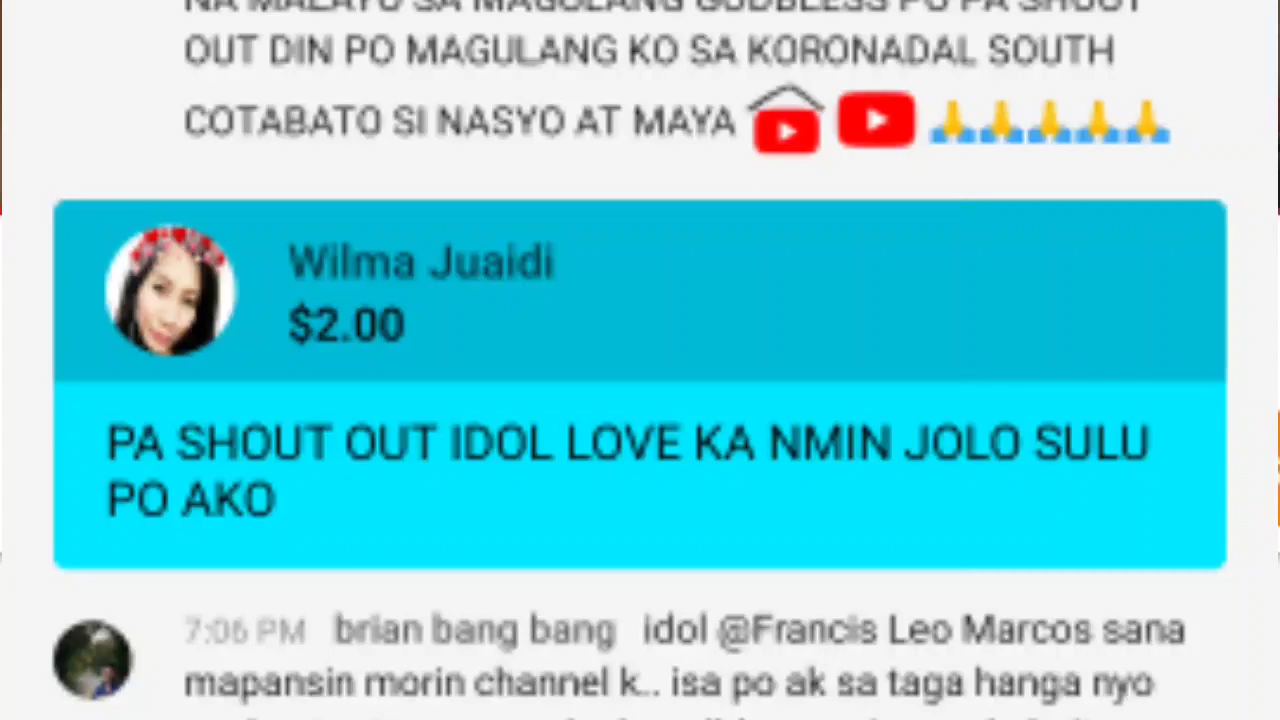 NA MALAYO SA MAGULANG GODBLESS PO PA SHOUT
OUT DIN PO MAGULANG KO SA KORONADAL SOUTH
COTABATO SI NASYO AT MAYA
Wilma Juaidi
$2.00
PA SHOUT OUT IDOL LOVE KA NMIN JOLO SULU
PO AKO
7:06 PM brian bang bang idol @Francis Leo Marcos sana
mapansin morin channel k.. isa po ak sa taga hanga nyo